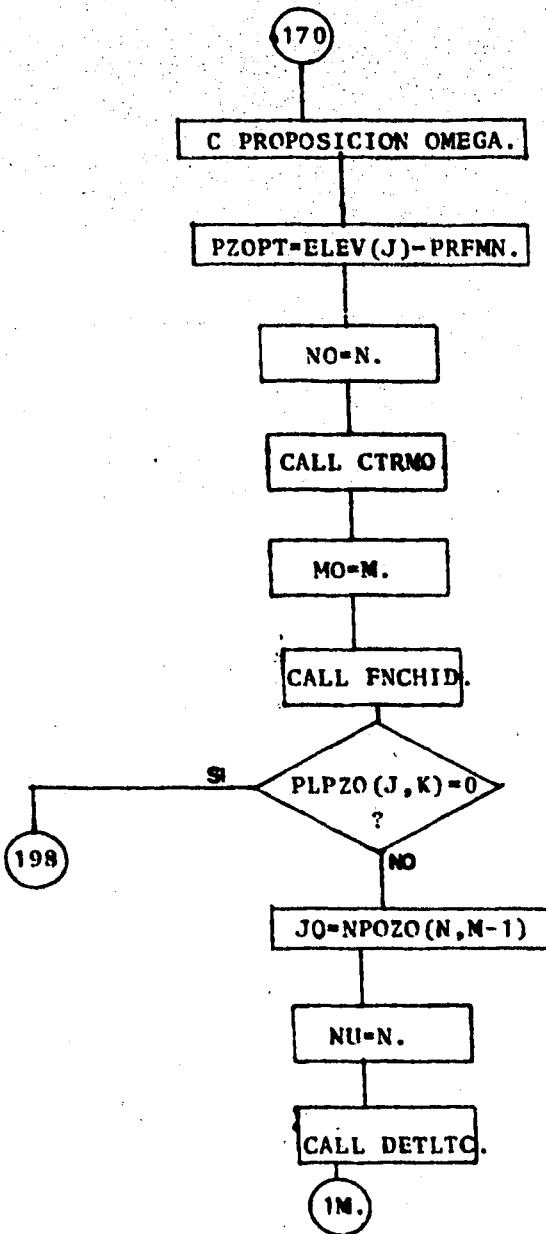 170
C PROPOSICION OMEGA.
PZOPT=ELEV(J)-PRFMN.
NO=N.
CALL CTRMO
MO=M.
CALL FNCHID.
SI
PLPZO(J,K)=0
?
198
NO
JO=NPOZO(N,M-1)
NU=N.
CALL DETLTC.
1M.